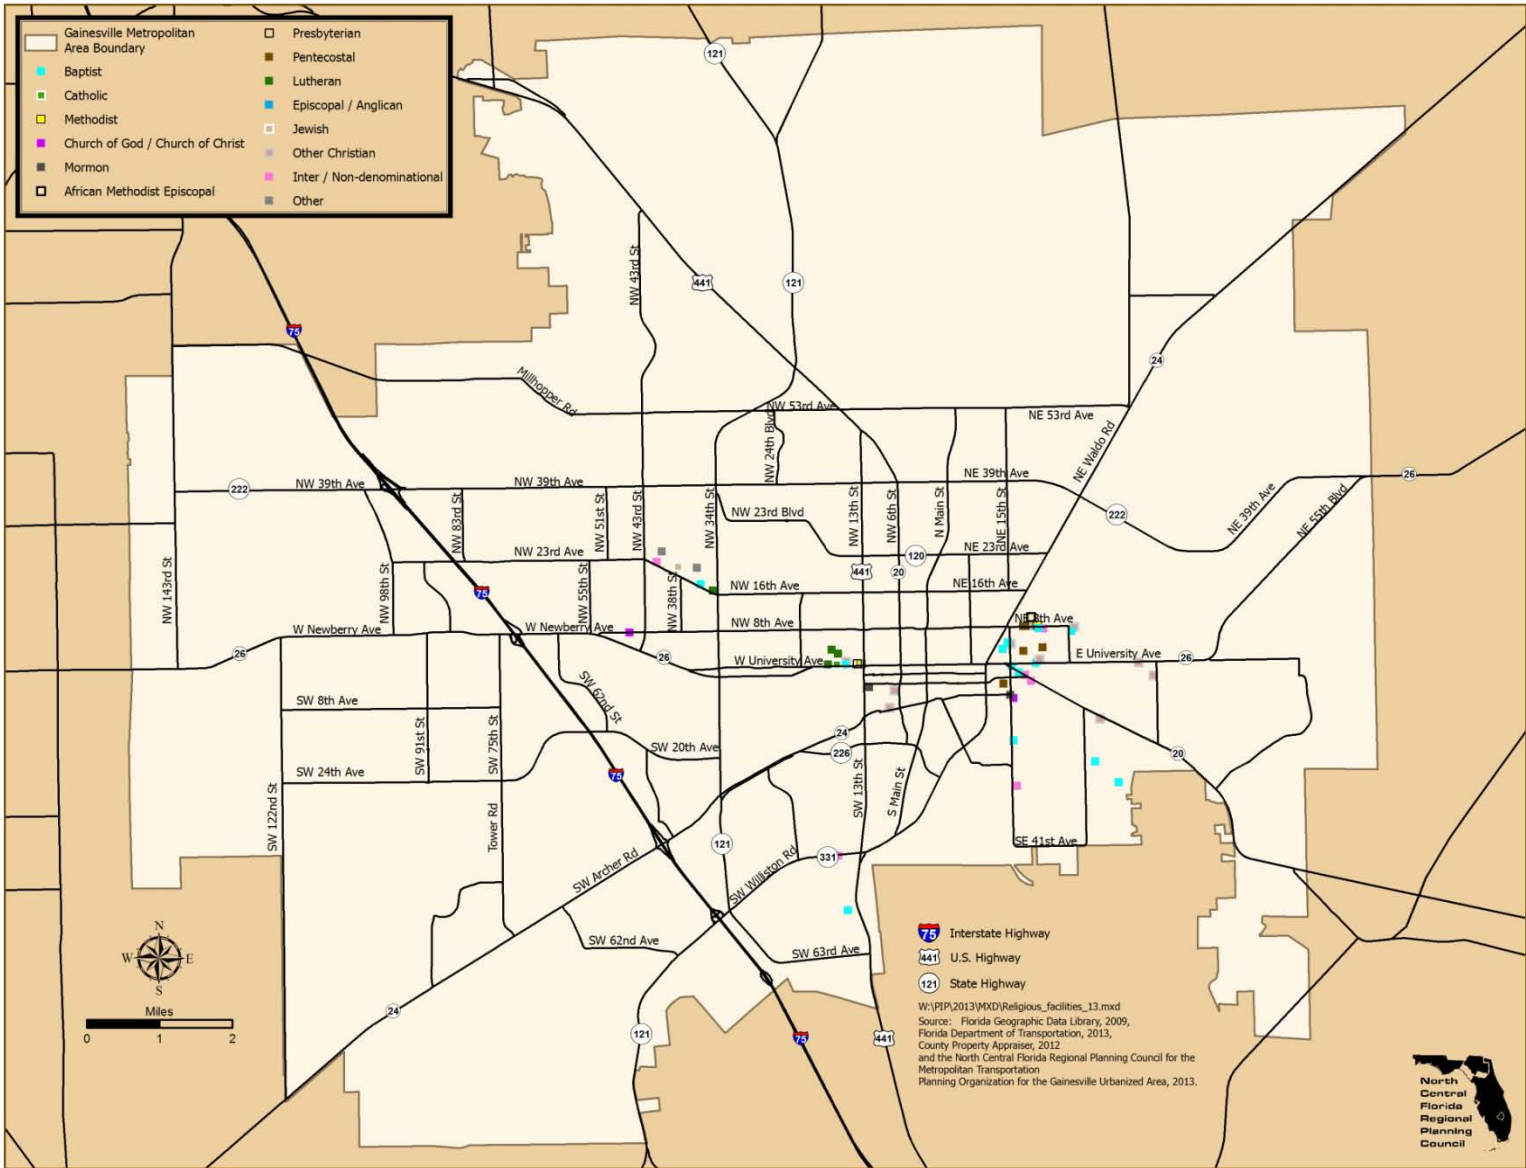 Gainesville Metropolitan
Area Boundary
Baptist
Catholic
Methodist
Church of God / Church of Christ
Mormon
African Methodist Episcopal
Presbyterian
Pentecostal
Lutheran
Episcopal / Anglican
Jewish
Other Christian
Inter / Non-denominational
Other
121
NW 43rd St
441
121
75
24
Millhopper Rd
NW 53rd Ave
NE 53rd Ave
NW 24th Blvd
NE Waldo Rd
222
NW 39th Ave
NW 39th Ave
NE 39th Ave
26
NW 83rd St
NW 51st St
NW 43rd St
NW 34th St
NW 23rd Blvd
NW 13th St
NW 6th St
N Main St
NE 15th St
222
NE 39th Ave
NE 55th Blvd
NW 23rd Ave
120
NE 23rd Ave
NW 143rd St
NW 98th St
75
NW 55th St
NW 38th St
NW 16th Ave
441
20
NE 16th Ave
W Newberry Ave
W Newberry Ave
NW 8th Ave
NE 8th Ave
26
26
W University Ave
E University Ave
26
SW 8th Ave
SW 62nd St
SW 91st St
SW 75th St
SW 20th Ave
24
226
20
SW 24th Ave
75
SW 122nd St
Tower Rd
SW 13th St
S Main St
121
331
SE 41st Ave
SW Archer Rd
SW Williston Rd
SW 62nd Ave
SW 63rd Ave
24
121
75
441
N
W E
S
Miles
0 1 2
75 Interstate Highway
441 U.S. Highway
121 State Highway
W:\PIP\2013\MXD\Religious_facilities_13.mxd
Source: Florida Geographic Data Library, 2009,
Florida Department of Transportation, 2013,
County Property Appraiser, 2012
and the North Central Florida Regional Planning Council for the
Metropolitan Transportation
Planning Organization for the Gainesville Urbanized Area, 2013.
North
Central
Florida
Regional
Planning
Council